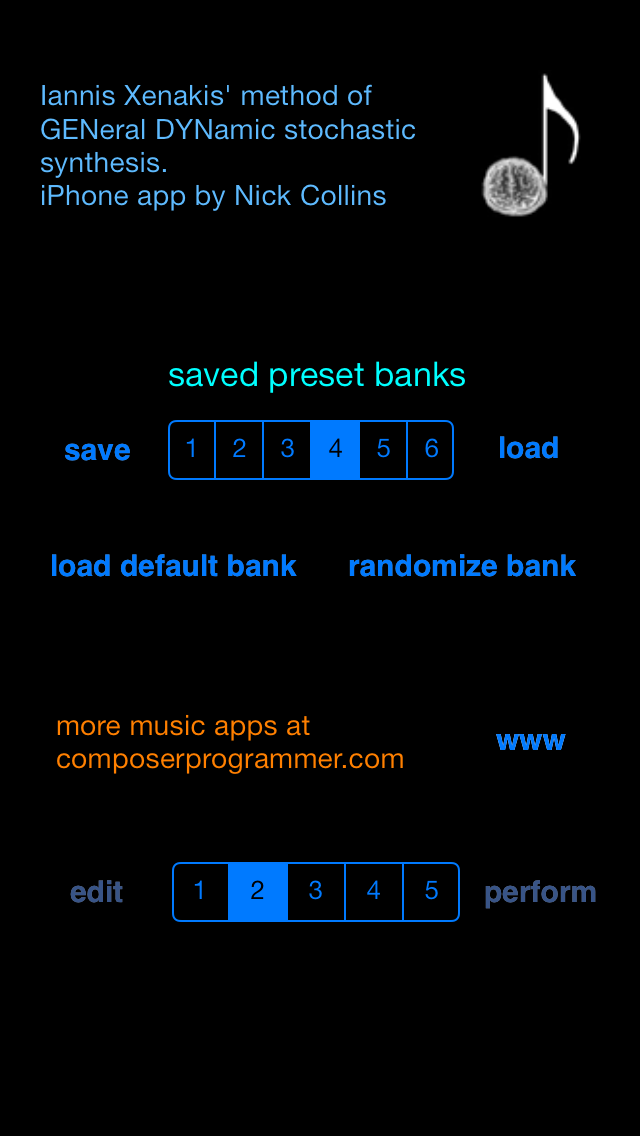 Iannis Xenakis' method of
GENeral DYNamic stochastic
synthesis.
iPhone app by Nick Collins
saved preset banks
save 1 2 3 4 5 6 load
load default bank randomize bank
more music apps at
composerprogrammer.com
www
edit 1 2 3 4 5 perform